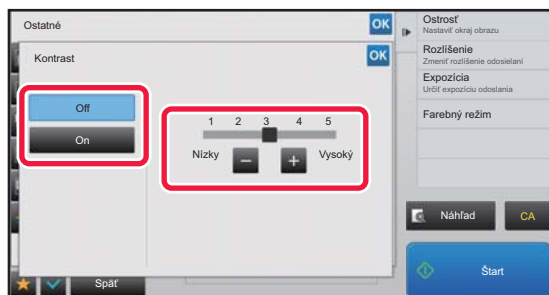 Ostatné
OK
Kontrast
OK
Off
On
1 2 3 4 5
Nízky
−
+
Vysoký
Ostrosť
Nastaviť okraj obrazu
Rozlíšenie
Zmeniť rozlíšenie odosielaní
Expozícia
Určiť expozíciu odoslania
Farebný režim
Náhľad
CA
Štart
Späť